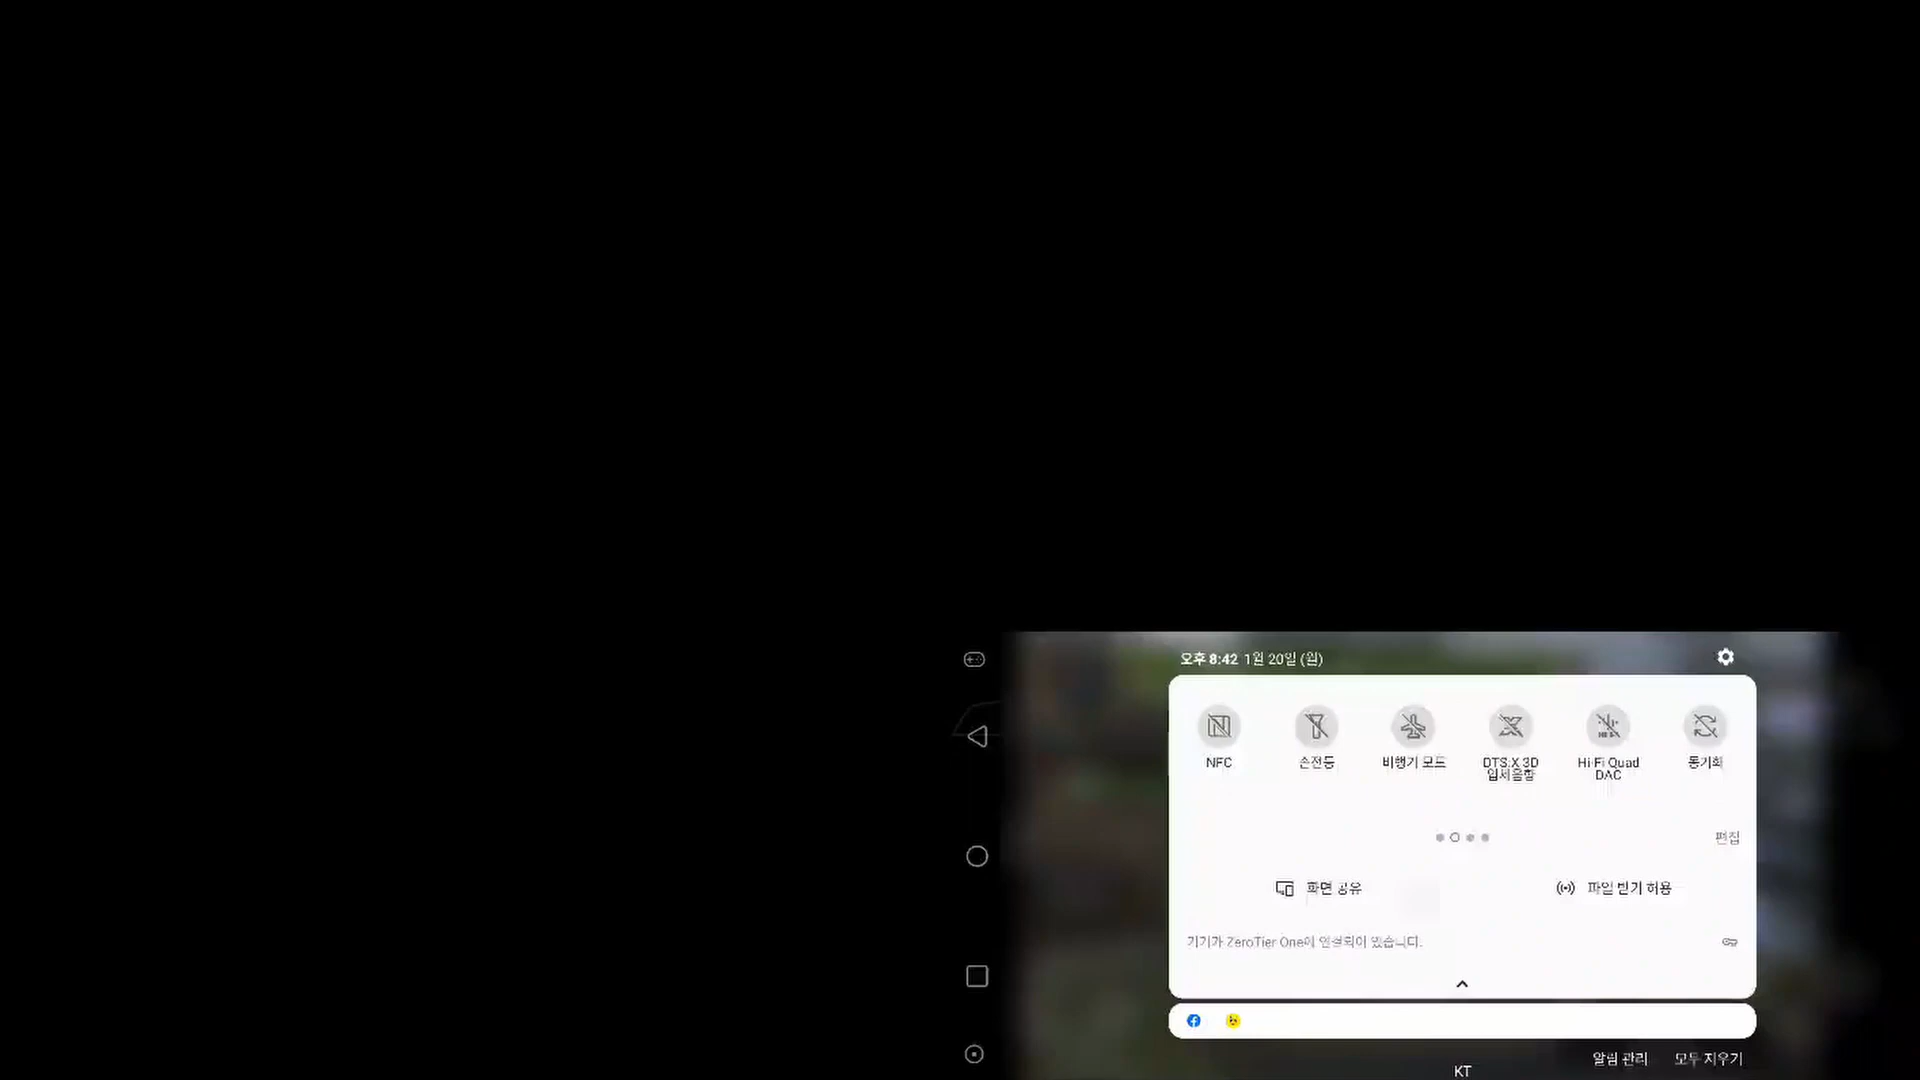 오후 8:42 1월 20일 (월)
NFC
손전등
비행기 모드
DTS:X 3D
입체음향
Hi-Fi Quad
DAC
동기화
편집
화면 공유
파일 받기 허용
기기가 ZeroTier One에 연결되어 있습니다.
알림 관리
모두 지우기
KT